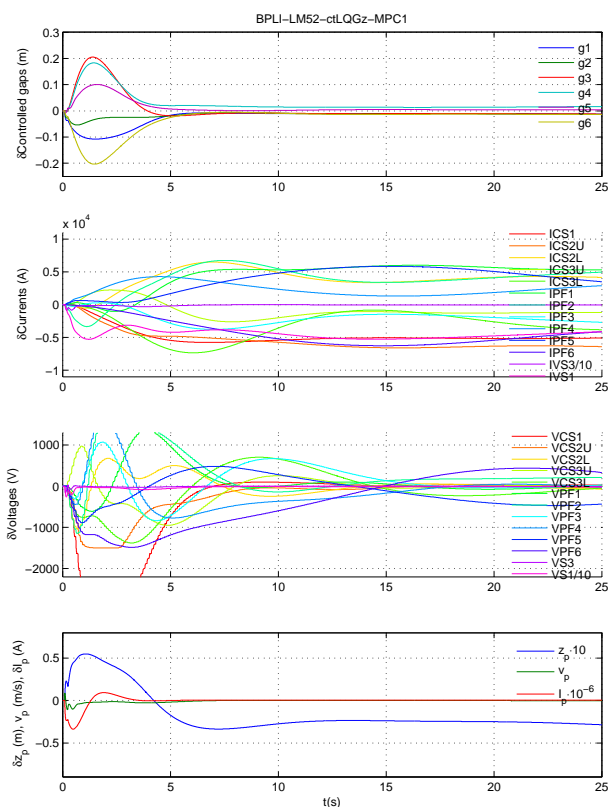 BPLI−LM52−ctLQGz−MPC1
δControlled gaps (m)
0.3
0.2
0.1
0
−0.1
−0.2
0 5 10 15 20 25
g1
g2
g3
g4
g5
g6
δCurrents (A)
x 10^4
1
0.5
0
−0.5
−1
0 5 10 15 20 25
ICS1
ICS2U
ICS2L
ICS3U
ICS3L
IPF1
IPF2
IPF3
IPF4
IPF5
IPF6
IVS3/10
IVS1
δVoltages (V)
1000
0
−1000
−2000
0 5 10 15 20 25
VCS1
VCS2U
VCS2L
VCS3U
VCS3L
VPF1
VPF2
VPF3
VPF4
VPF5
VPF6
VS3
VS1/10
δz_p (m), v_p (m/s), δI_p (A)
0.5
0
−0.5
0 5 10 15 20 25
z_p·10
v_p
I_p·10^−6
t(s)